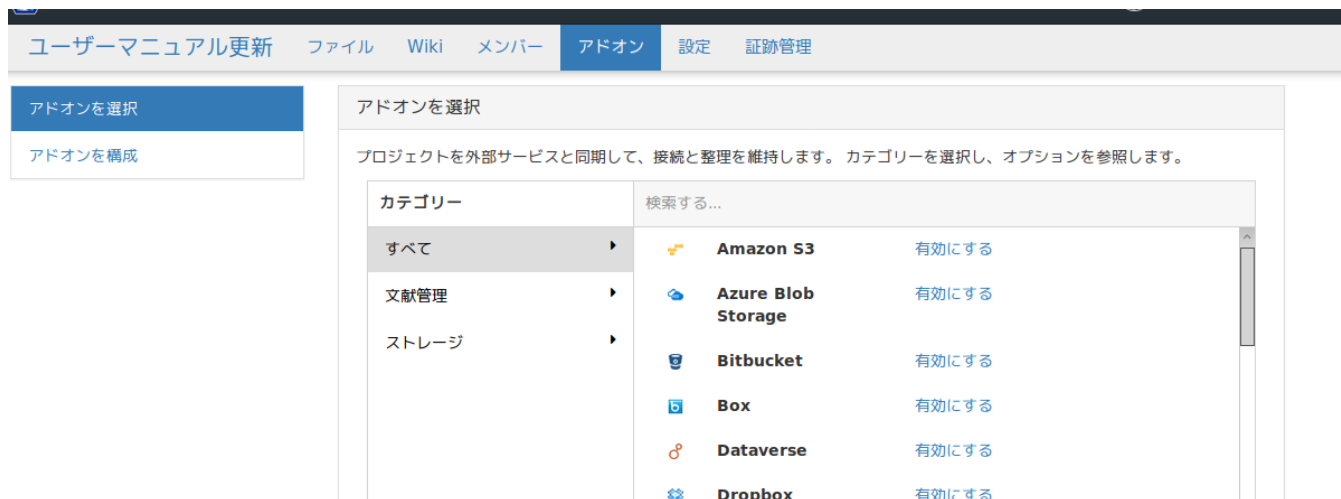 ユーザーマニュアル更新 ファイル Wiki メンバー アドオン 設定 証跡管理
アドオンを選択
アドオンを構成
アドオンを選択
プロジェクトを外部サービスと同期して、接続と整理を維持します。 カテゴリーを選択し、オプションを参照します。
カテゴリー 検索する...
すべて
文献管理
ストレージ
Amazon S3 有効にする
Azure Blob 有効にする
Storage
Bitbucket 有効にする
Box 有効にする
Dataverse 有効にする
Dropbox 有効にする